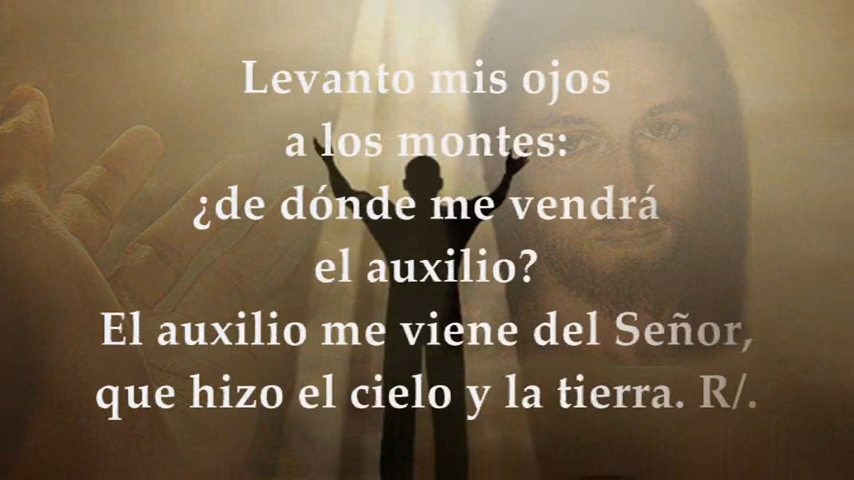 Levanto mis ojos
a los montes:
¿de dónde me vendrá
el auxilio?
El auxilio me viene del Señor,
que hizo el cielo y la tierra. R/.